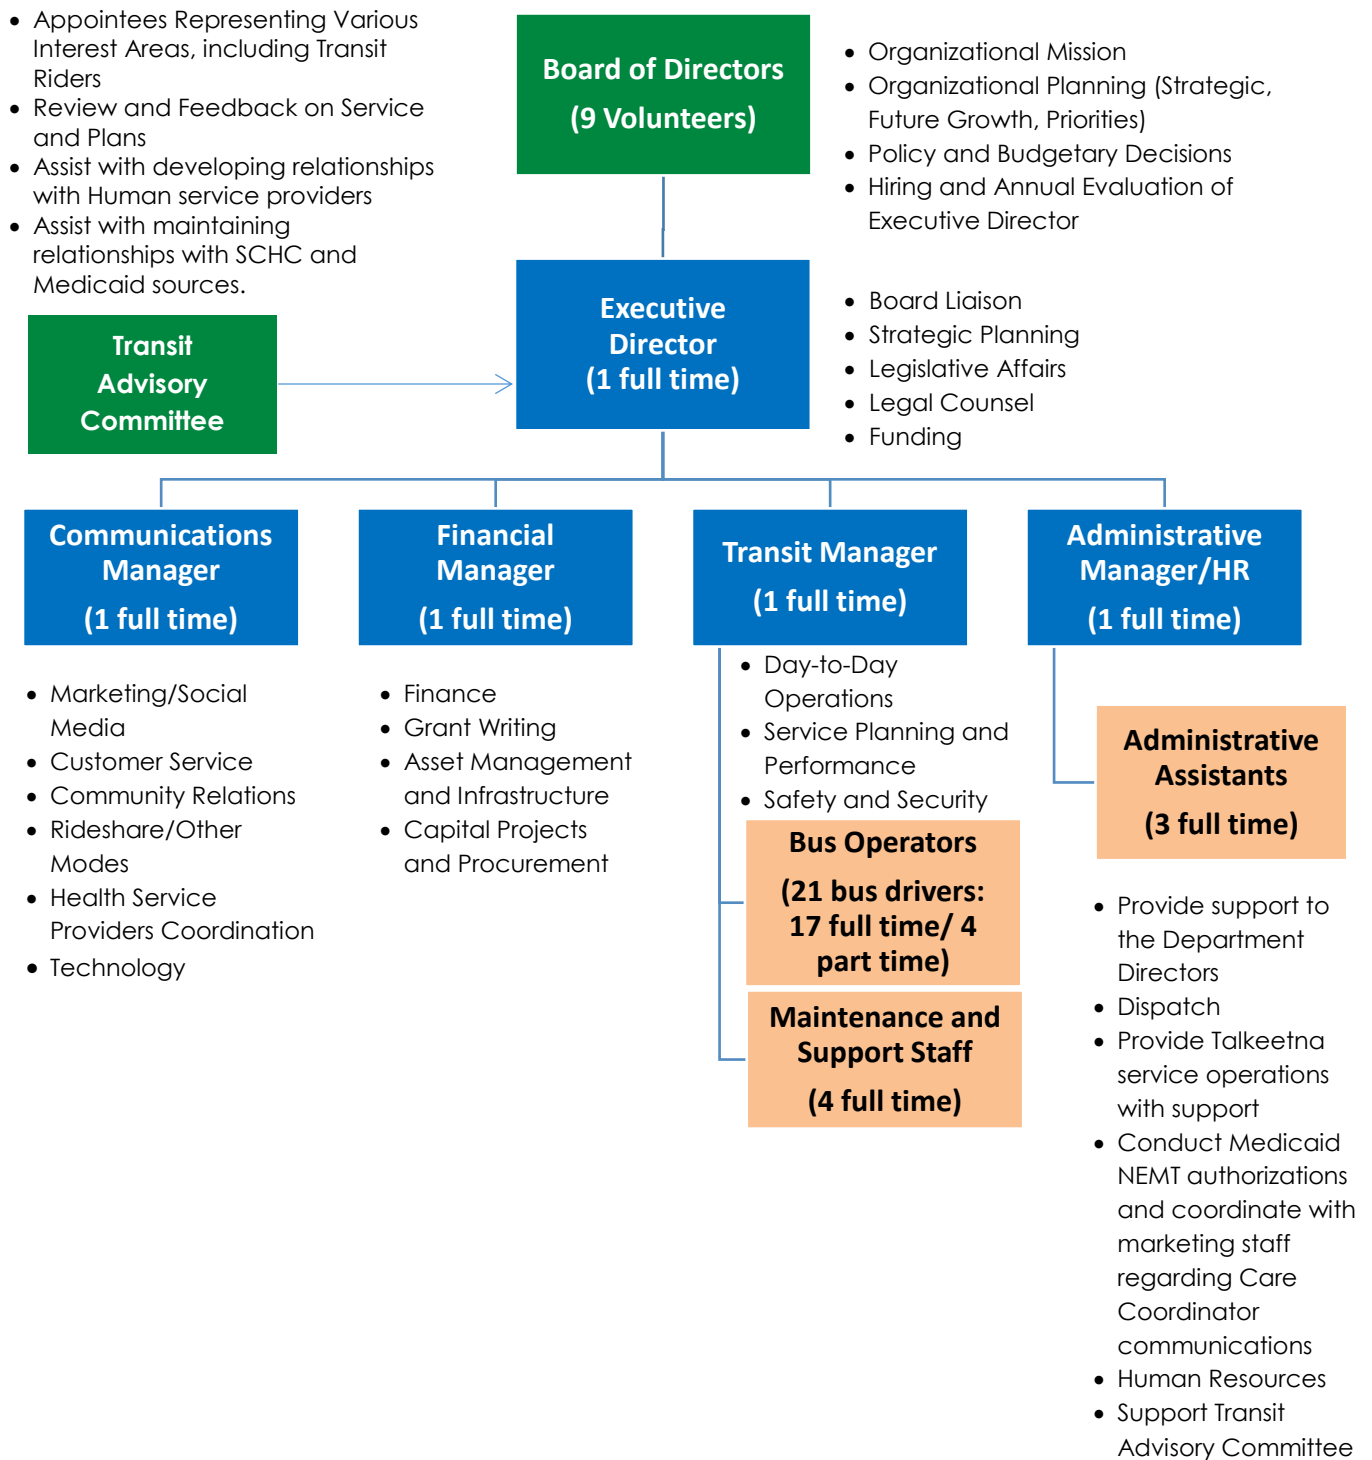 • Appointees Representing Various
Interest Areas, including Transit
Riders
• Review and Feedback on Service
and Plans
• Assist with developing relationships
with Human service providers
• Assist with maintaining
relationships with SCHC and
Medicaid sources.
Board of Directors
(9 Volunteers)
• Organizational Mission
• Organizational Planning (Strategic,
Future Growth, Priorities)
• Policy and Budgetary Decisions
• Hiring and Annual Evaluation of
Executive Director
Transit
Advisory
Committee
Executive
Director
(1 full time)
• Board Liaison
• Strategic Planning
• Legislative Affairs
• Legal Counsel
• Funding
Communications
Manager
(1 full time)
• Marketing/Social
Media
• Customer Service
• Community Relations
• Rideshare/Other
Modes
• Health Service
Providers Coordination
• Technology
Financial
Manager
(1 full time)
• Finance
• Grant Writing
• Asset Management
and Infrastructure
• Capital Projects
and Procurement
Transit Manager
(1 full time)
• Day-to-Day
Operations
• Service Planning and
Performance
• Safety and Security
Bus Operators
(21 bus drivers:
17 full time/ 4
part time)
Maintenance and
Support Staff
(4 full time)
Administrative
Manager/HR
(1 full time)
Administrative
Assistants
(3 full time)
• Provide support to
the Department
Directors
• Dispatch
• Provide Talkeetna
service operations
with support
• Conduct Medicaid
NEMT authorizations
and coordinate with
marketing staff
regarding Care
Coordinator
communications
• Human Resources
• Support Transit
Advisory Committee